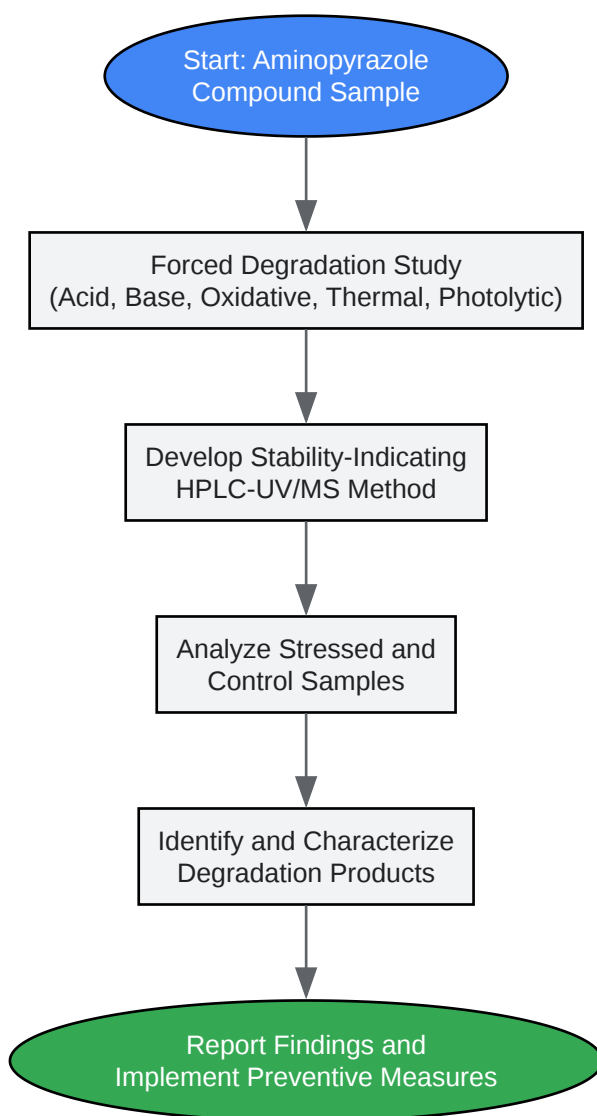 Start: Aminopyrazole
Compound Sample
Forced Degradation Study
(Acid, Base, Oxidative, Thermal, Photolytic)
Develop Stability-Indicating
HPLC-UV/MS Method
Analyze Stressed and
Control Samples
Identify and Characterize
Degradation Products
Report Findings and
Implement Preventive Measures